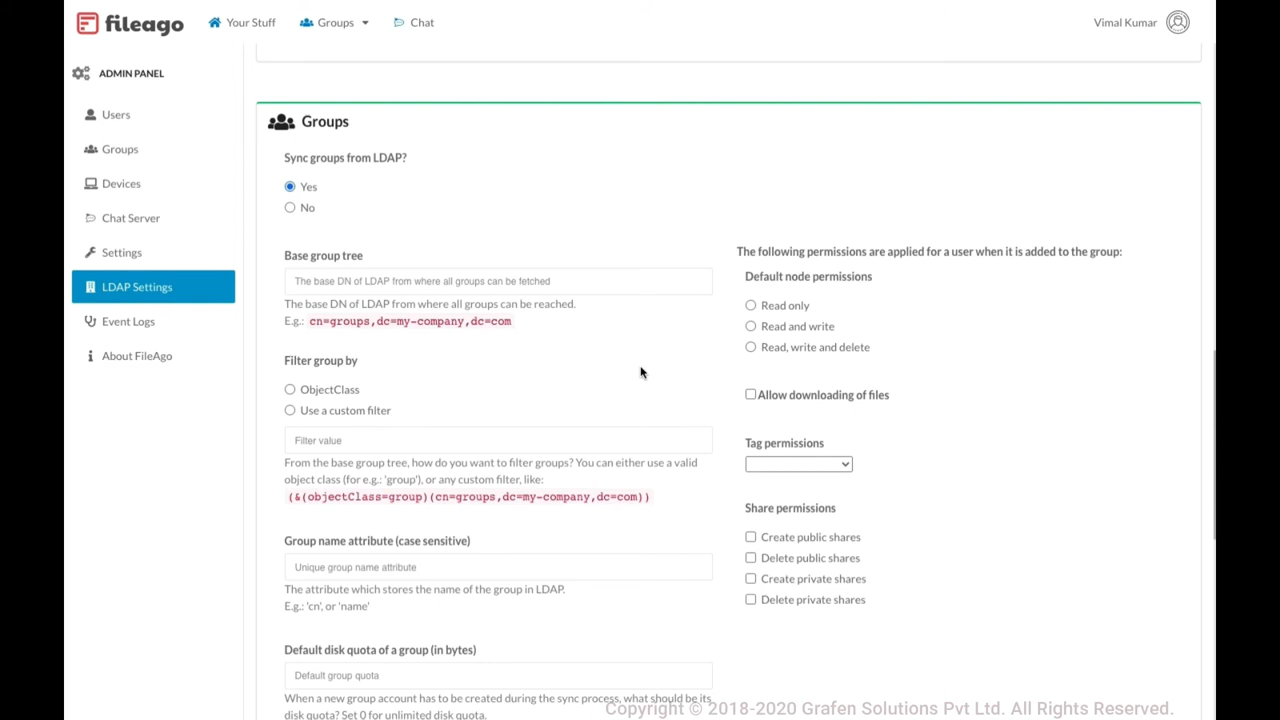 fileago
Your Stuff
Groups
Chat
Vimal Kumar
ADMIN PANEL
Users
Groups
Devices
Chat Server
Settings
LDAP Settings
Event Logs
About FileAgo
Groups
Sync groups from LDAP?
Yes
No
Base group tree
The base DN of LDAP from where all groups can be fetched
The base DN of LDAP from where all groups can be reached.
E.g.: cn=groups,dc=my-company,dc=com
Filter group by
ObjectClass
Use a custom filter
Filter value
From the base group tree, how do you want to filter groups? You can either use a valid
object class (for e.g.: 'group'), or any custom filter, like:
(&(objectClass=group)(cn=groups,dc=my-company,dc=com))
Group name attribute (case sensitive)
Unique group name attribute
The attribute which stores the name of the group in LDAP.
E.g.: 'cn', or 'name'
Default disk quota of a group (in bytes)
Default group quota
When a new group account has to be created during the sync process, what should be its
disk quota? Set 0 for unlimited disk quota.
The following permissions are applied for a user when it is added to the group:
Default node permissions
Read only
Read and write
Read, write and delete
Allow downloading of files
Tag permissions
Share permissions
Create public shares
Delete public shares
Create private shares
Delete private shares
Copyright © 2018-2020 Grafen Solutions Pvt Ltd. All Rights Reserved.